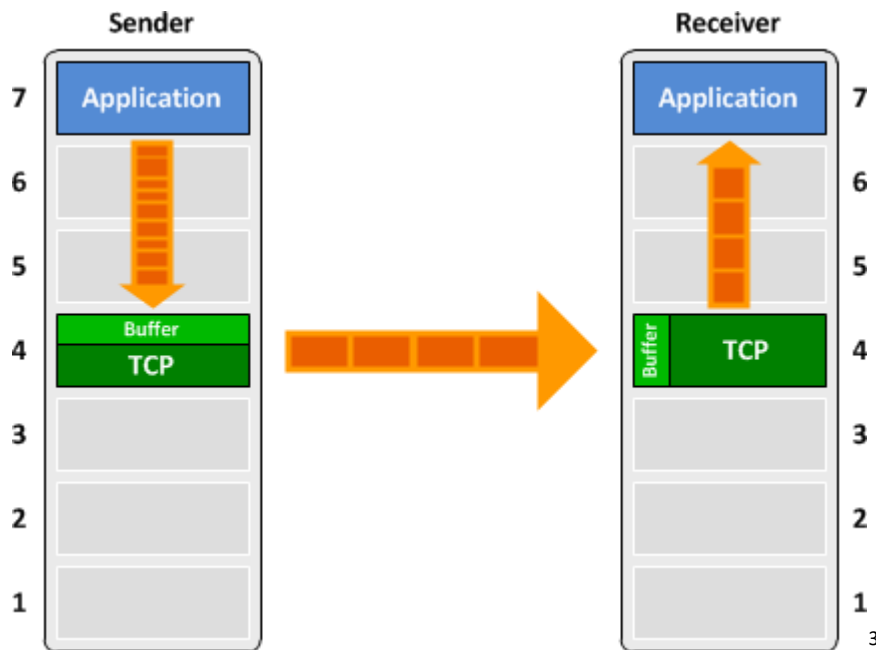 Sender Receiver
7 Application Application 7
6 6
5 5
Buffer
4 TCP Buffer TCP 4
3 3
2 2
1 1
3